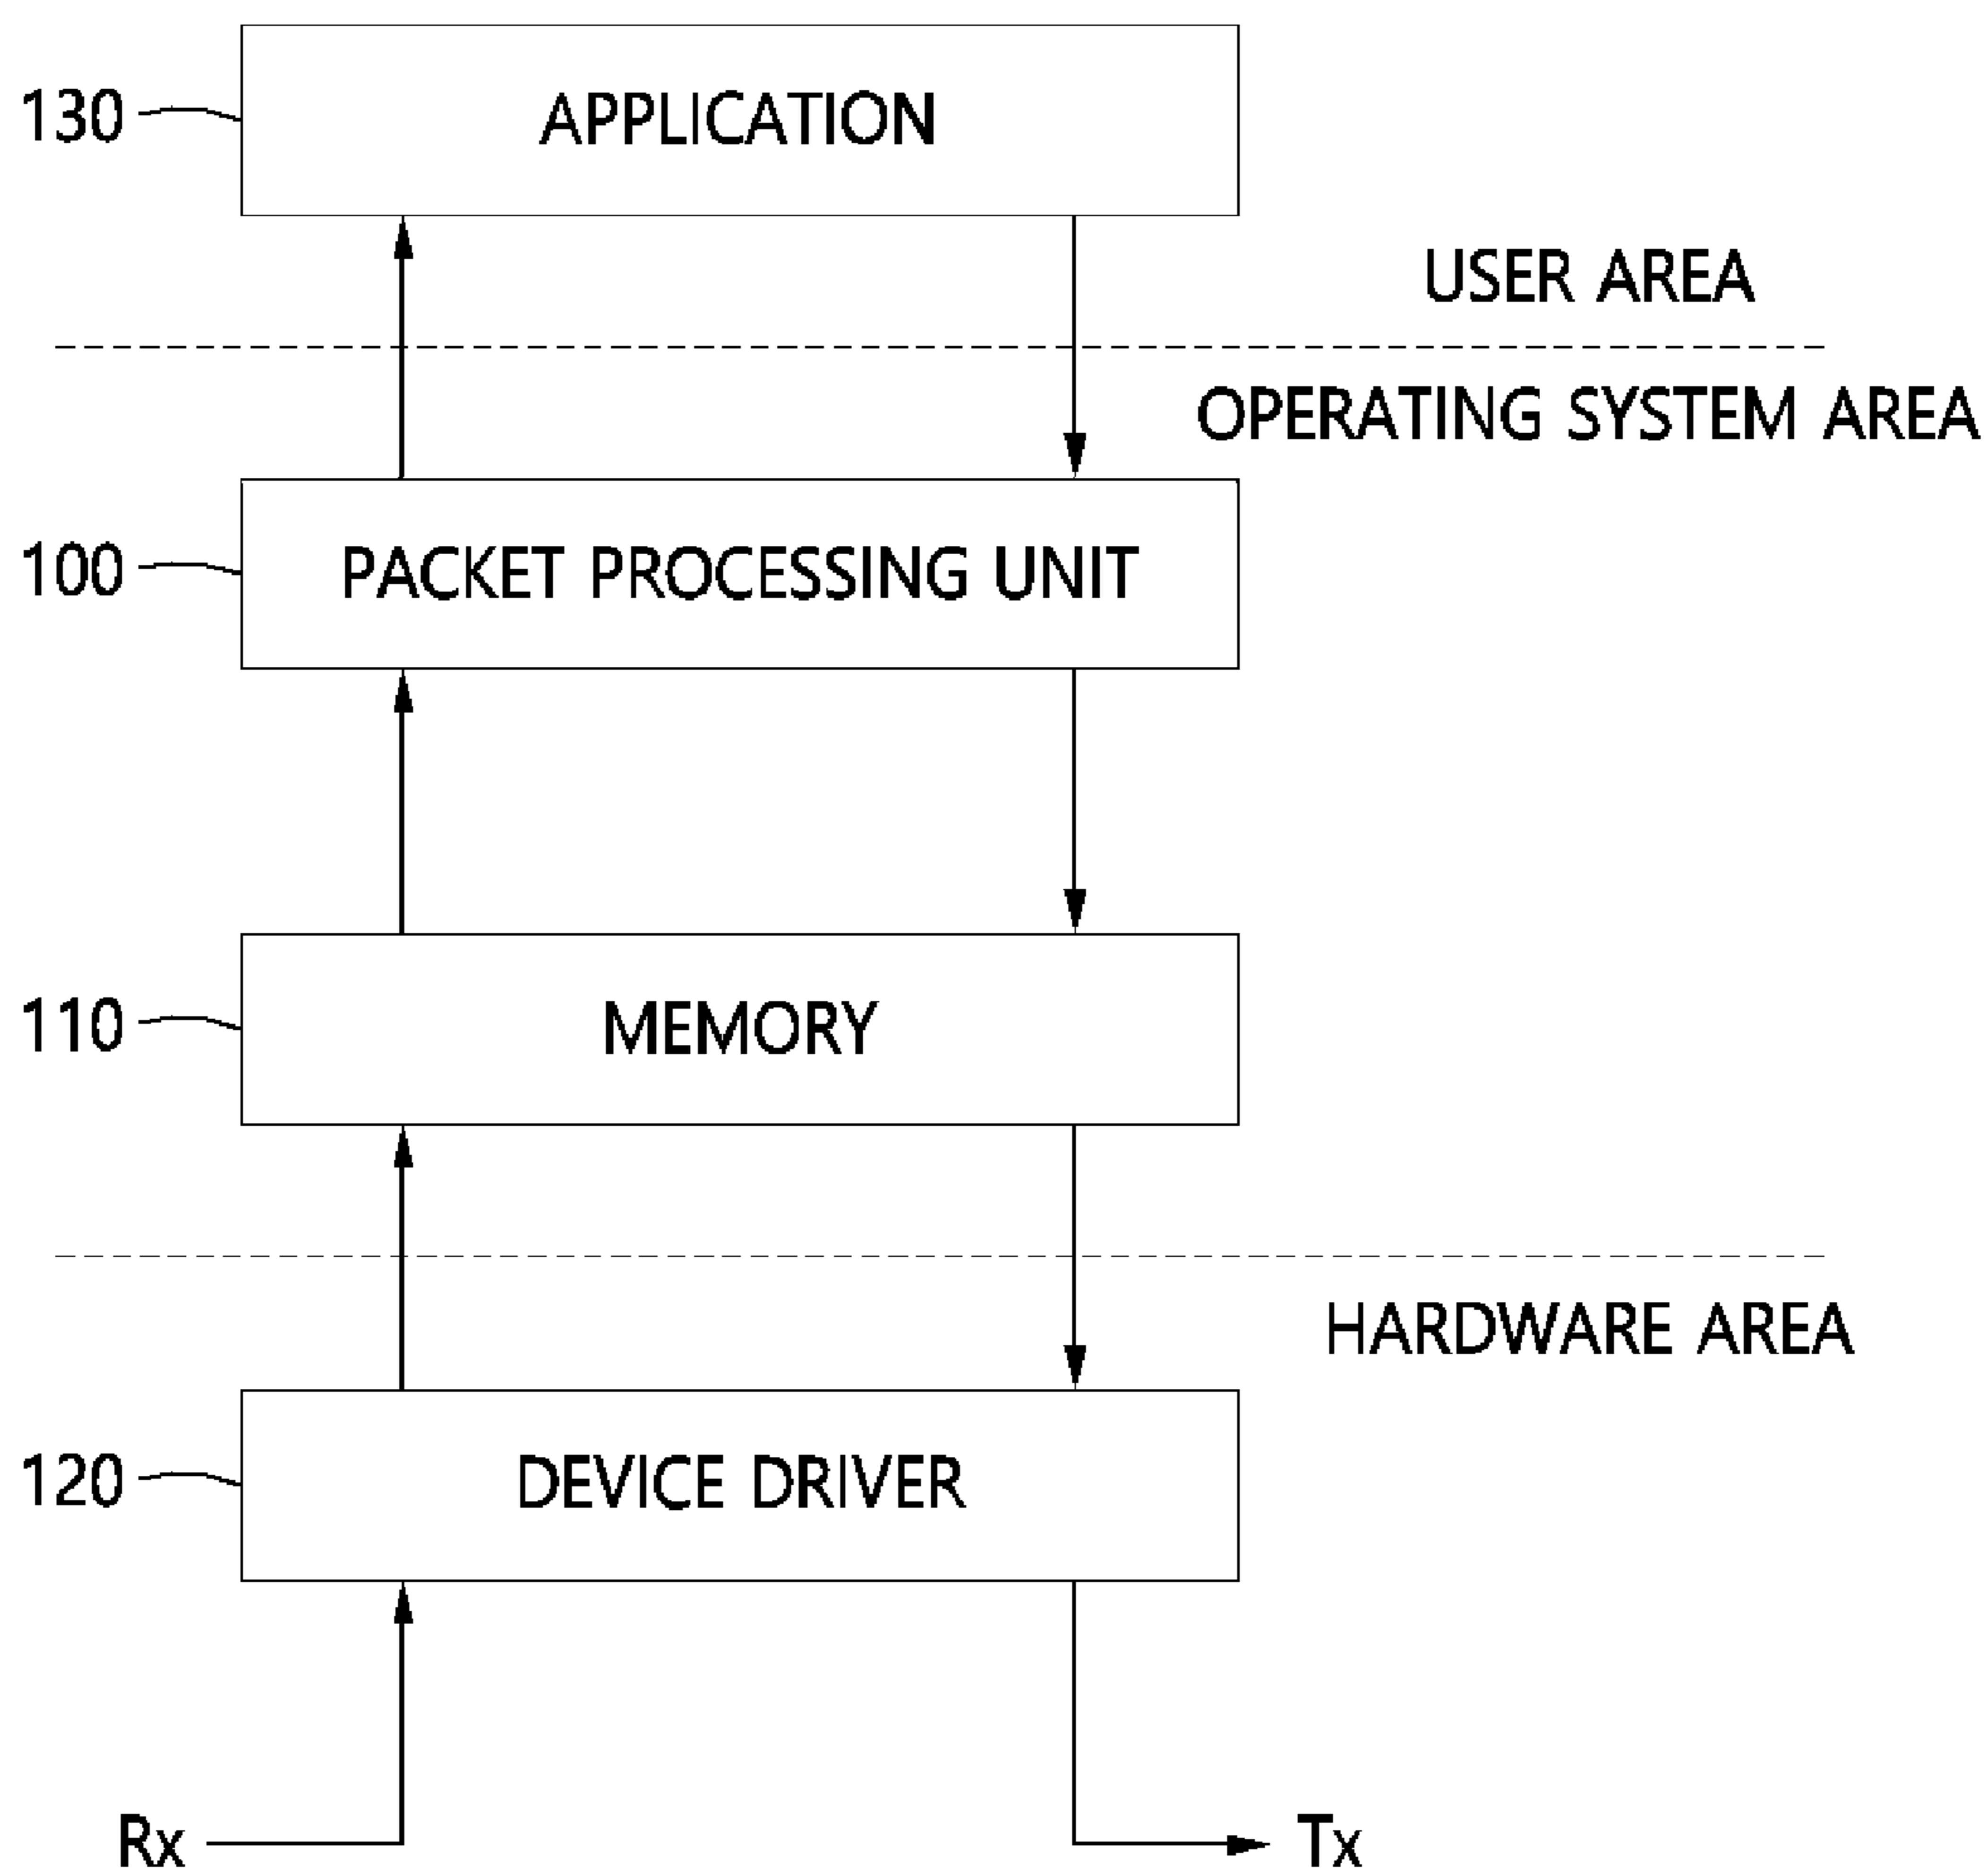 130
APPLICATION
USER AREA
OPERATING SYSTEM AREA
100
PACKET PROCESSING UNIT
110
MEMORY
HARDWARE AREA
120
DEVICE DRIVER
Rx
Tx